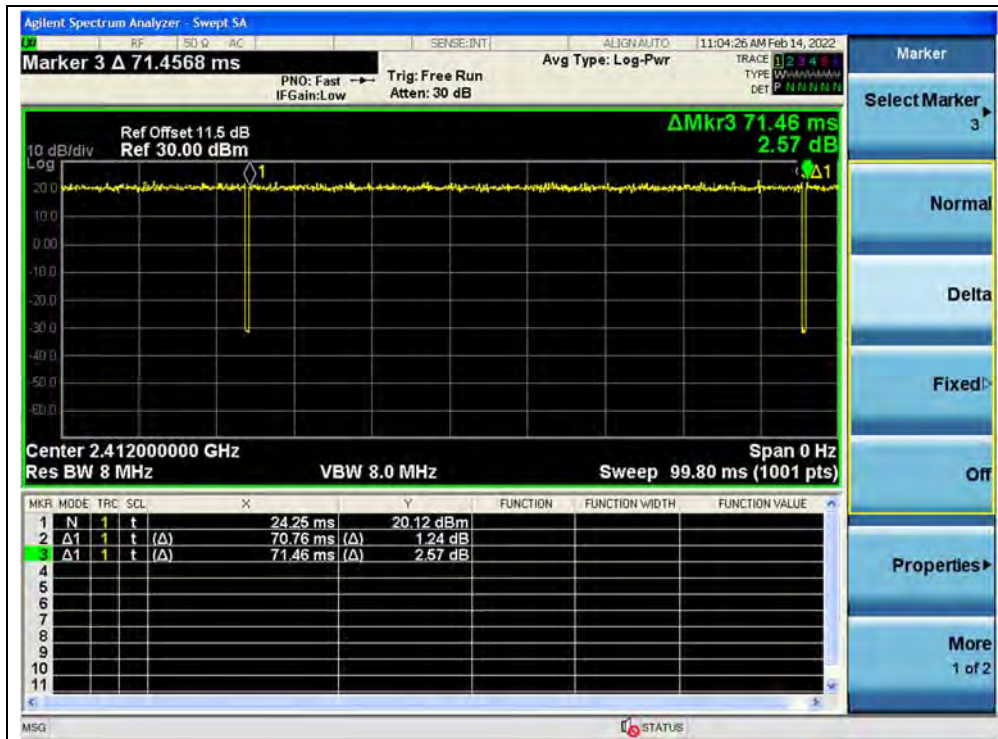 Agilent Spectrum Analyzer - Swept SA
RF 50 Ω AC SENSE:INT ALIGN AUTO 11:04:26 AM Feb 14, 2022
Marker 3 Δ 71.4568 ms
PNO: Fast Trig: Free Run Avg Type: Log-Pwr TRACE 1 2 3 4 5 6
TYPE
IFGain:Low Atten: 30 dB DET P N N N N N
Marker
Select Marker
3
Normal
Delta
Fixed
Off
Properties
More
1 of 2
ΔMkr3 71.46 ms
2.57 dB
Ref Offset 11.5 dB
10 dB/div Ref 30.00 dBm
Log
1
Δ1
20.0
10.0
0.00
-10.0
-20.0
-30.0
-40.0
-50.0
-60.0
Center 2.412000000 GHz Span 0 Hz
Res BW 8 MHz VBW 8.0 MHz Sweep 99.80 ms (1001 pts)
MKR MODE TRC SCL X Y FUNCTION FUNCTION WIDTH FUNCTION VALUE
1 N 1 t 24.25 ms 20.12 dBm
2 Δ1 1 t (Δ) 70.76 ms (Δ) 1.24 dB
3 Δ1 1 t (Δ) 71.46 ms (Δ) 2.57 dB
4
5
6
7
8
9
10
11
MSG STATUS